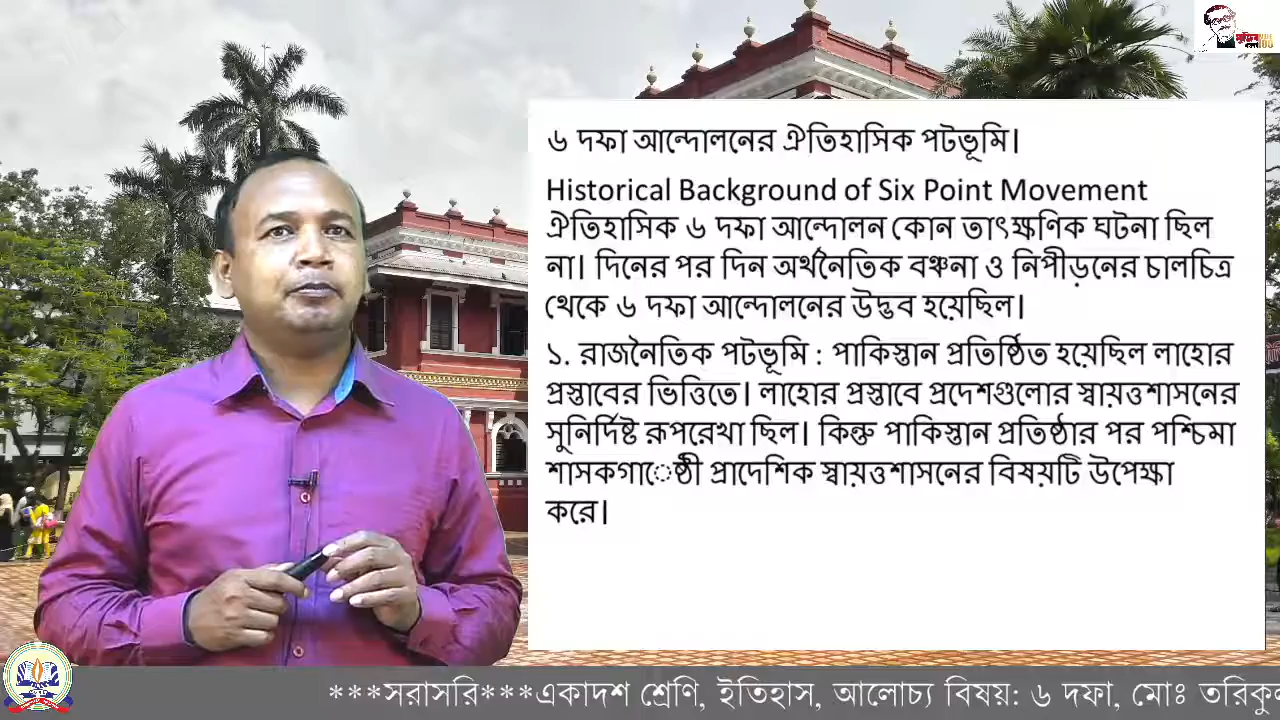 ৬ দফা আন্দোলনের ঐতিহাসিক পটভূমি।
Historical Background of Six Point Movement
ঐতিহাসিক ৬ দফা আন্দোলন কোন তাৎক্ষণিক ঘটনা ছিল
না। দিনের পর দিন অর্থনৈতিক বঞ্চনা ও নিপীড়নের চালচিত্র
থেকে ৬ দফা আন্দোলনের উদ্ভব হয়েছিল।
১. রাজনৈতিক পটভূমি : পাকিস্তান প্রতিষ্ঠিত হয়েছিল লাহোর
প্রস্তাবের ভিত্তিতে। লাহোর প্রস্তাবে প্রদেশগুলোর স্বায়ত্তশাসনের
সুনির্দিষ্ট রূপরেখা ছিল। কিন্তু পাকিস্তান প্রতিষ্ঠার পর পশ্চিমা
শাসকগােষ্ঠী প্রাদেশিক স্বায়ত্তশাসনের বিষয়টি উপেক্ষা
করে।
***সরাসরি***একাদশ শ্রেণি, ইতিহাস, আলোচ্য বিষয়: ৬ দফা, মোঃ তরিকুল